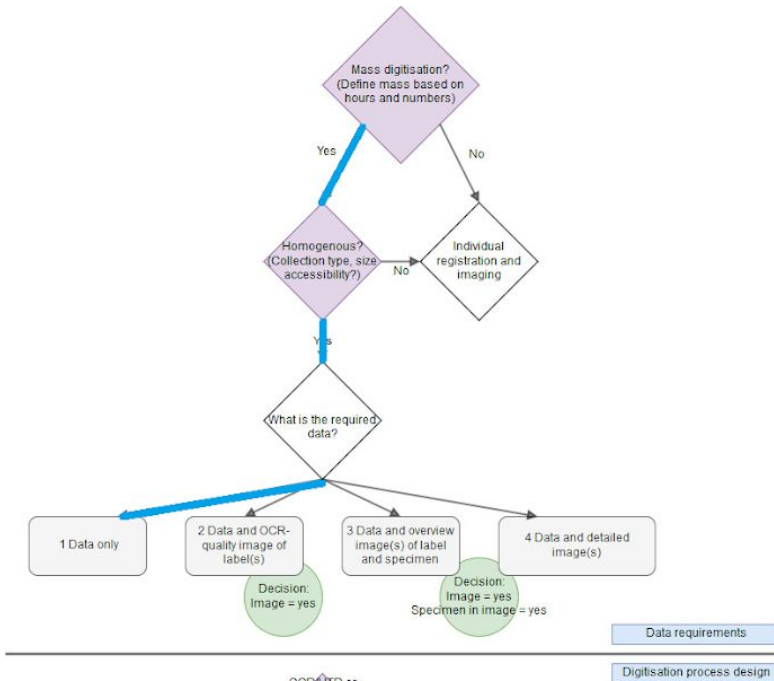 Mass digitisation?
(Define mass based on
hours and numbers)
Yes
No
Homogenous?
(Collection type, size
accessibility?)
No
Individual
registration and
imaging
Yes
What is the required
data?
1 Data only
2 Data and OCR-
quality image of
label(s)
3 Data and overview
image(s) of label
and specimen
4 Data and detailed
image(s)
Decision:
Image = yes
Decision:
Image = yes
Specimen in image = yes
Data requirements
Digitisation process design